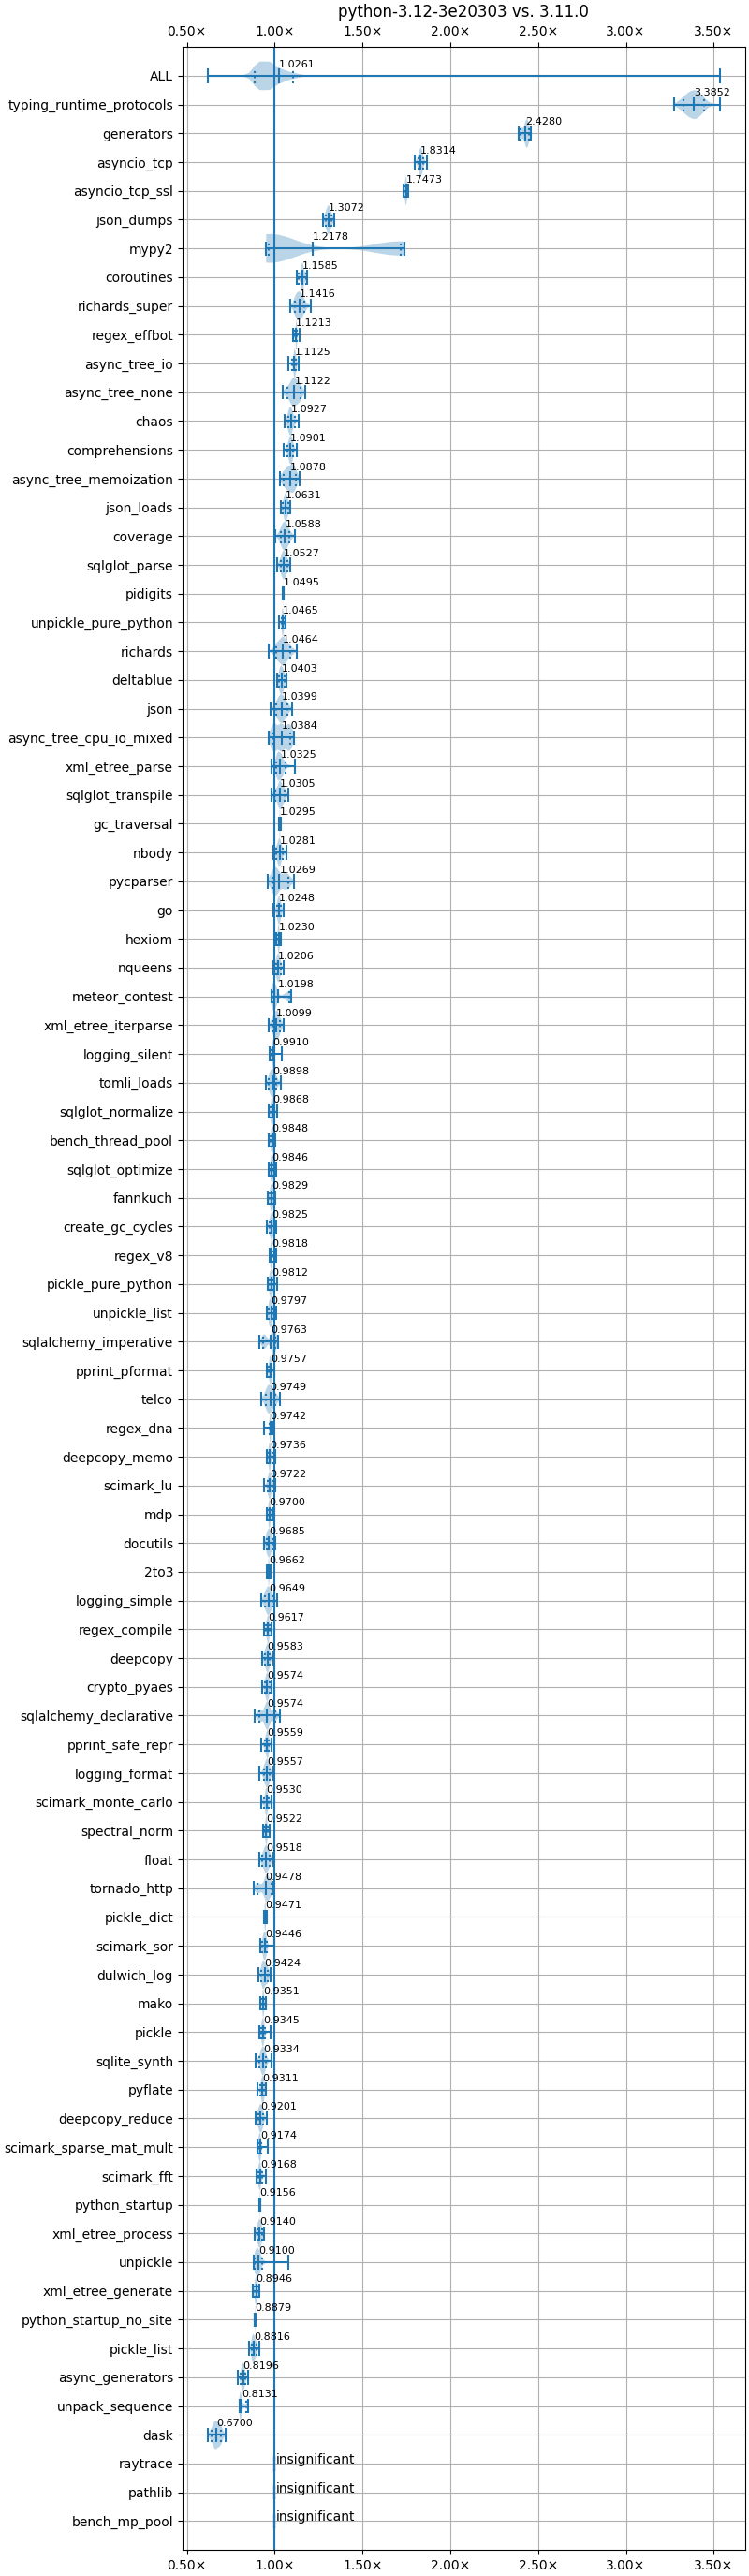 python-3.12-3e20303 vs. 3.11.0
0.50× 1.00× 1.50× 2.00× 2.50× 3.00× 3.50×
ALL 1.0261
typing_runtime_protocols 3.3852
generators 2.4280
asyncio_tcp 1.8314
asyncio_tcp_ssl 1.7473
json_dumps 1.3072
mypy2 1.2178
coroutines 1.1585
richards_super 1.1416
regex_effbot 1.1213
async_tree_io 1.1125
async_tree_none 1.1122
chaos 1.0927
comprehensions 1.0901
async_tree_memoization 1.0878
json_loads 1.0631
coverage 1.0588
sqlglot_parse 1.0527
pidigits 1.0495
unpickle_pure_python 1.0465
richards 1.0464
deltablue 1.0403
json 1.0399
async_tree_cpu_io_mixed 1.0384
xml_etree_parse 1.0325
sqlglot_transpile 1.0305
gc_traversal 1.0295
nbody 1.0281
pycparser 1.0269
go 1.0248
hexiom 1.0230
nqueens 1.0206
meteor_contest 1.0198
xml_etree_iterparse 1.0099
logging_silent 0.9910
tomli_loads 0.9898
sqlglot_normalize 0.9868
bench_thread_pool 0.9848
sqlglot_optimize 0.9846
fannkuch 0.9829
create_gc_cycles 0.9825
regex_v8 0.9818
pickle_pure_python 0.9812
unpickle_list 0.9797
sqlalchemy_imperative 0.9763
pprint_pformat 0.9757
telco 0.9749
regex_dna 0.9742
deepcopy_memo 0.9736
scimark_lu 0.9722
mdp 0.9700
docutils 0.9685
2to3 0.9662
logging_simple 0.9649
regex_compile 0.9617
deepcopy 0.9583
crypto_pyaes 0.9574
sqlalchemy_declarative 0.9574
pprint_safe_repr 0.9559
logging_format 0.9557
scimark_monte_carlo 0.9530
spectral_norm 0.9522
float 0.9518
tornado_http 0.9478
pickle_dict 0.9471
scimark_sor 0.9446
dulwich_log 0.9424
mako 0.9351
pickle 0.9345
sqlite_synth 0.9334
pyflate 0.9311
deepcopy_reduce 0.9201
scimark_sparse_mat_mult 0.9174
scimark_fft 0.9168
python_startup 0.9156
xml_etree_process 0.9140
unpickle 0.9100
xml_etree_generate 0.8946
python_startup_no_site 0.8879
pickle_list 0.8816
async_generators 0.8196
unpack_sequence 0.8131
dask 0.6700
raytrace insignificant
pathlib insignificant
bench_mp_pool insignificant
0.50× 1.00× 1.50× 2.00× 2.50× 3.00× 3.50×